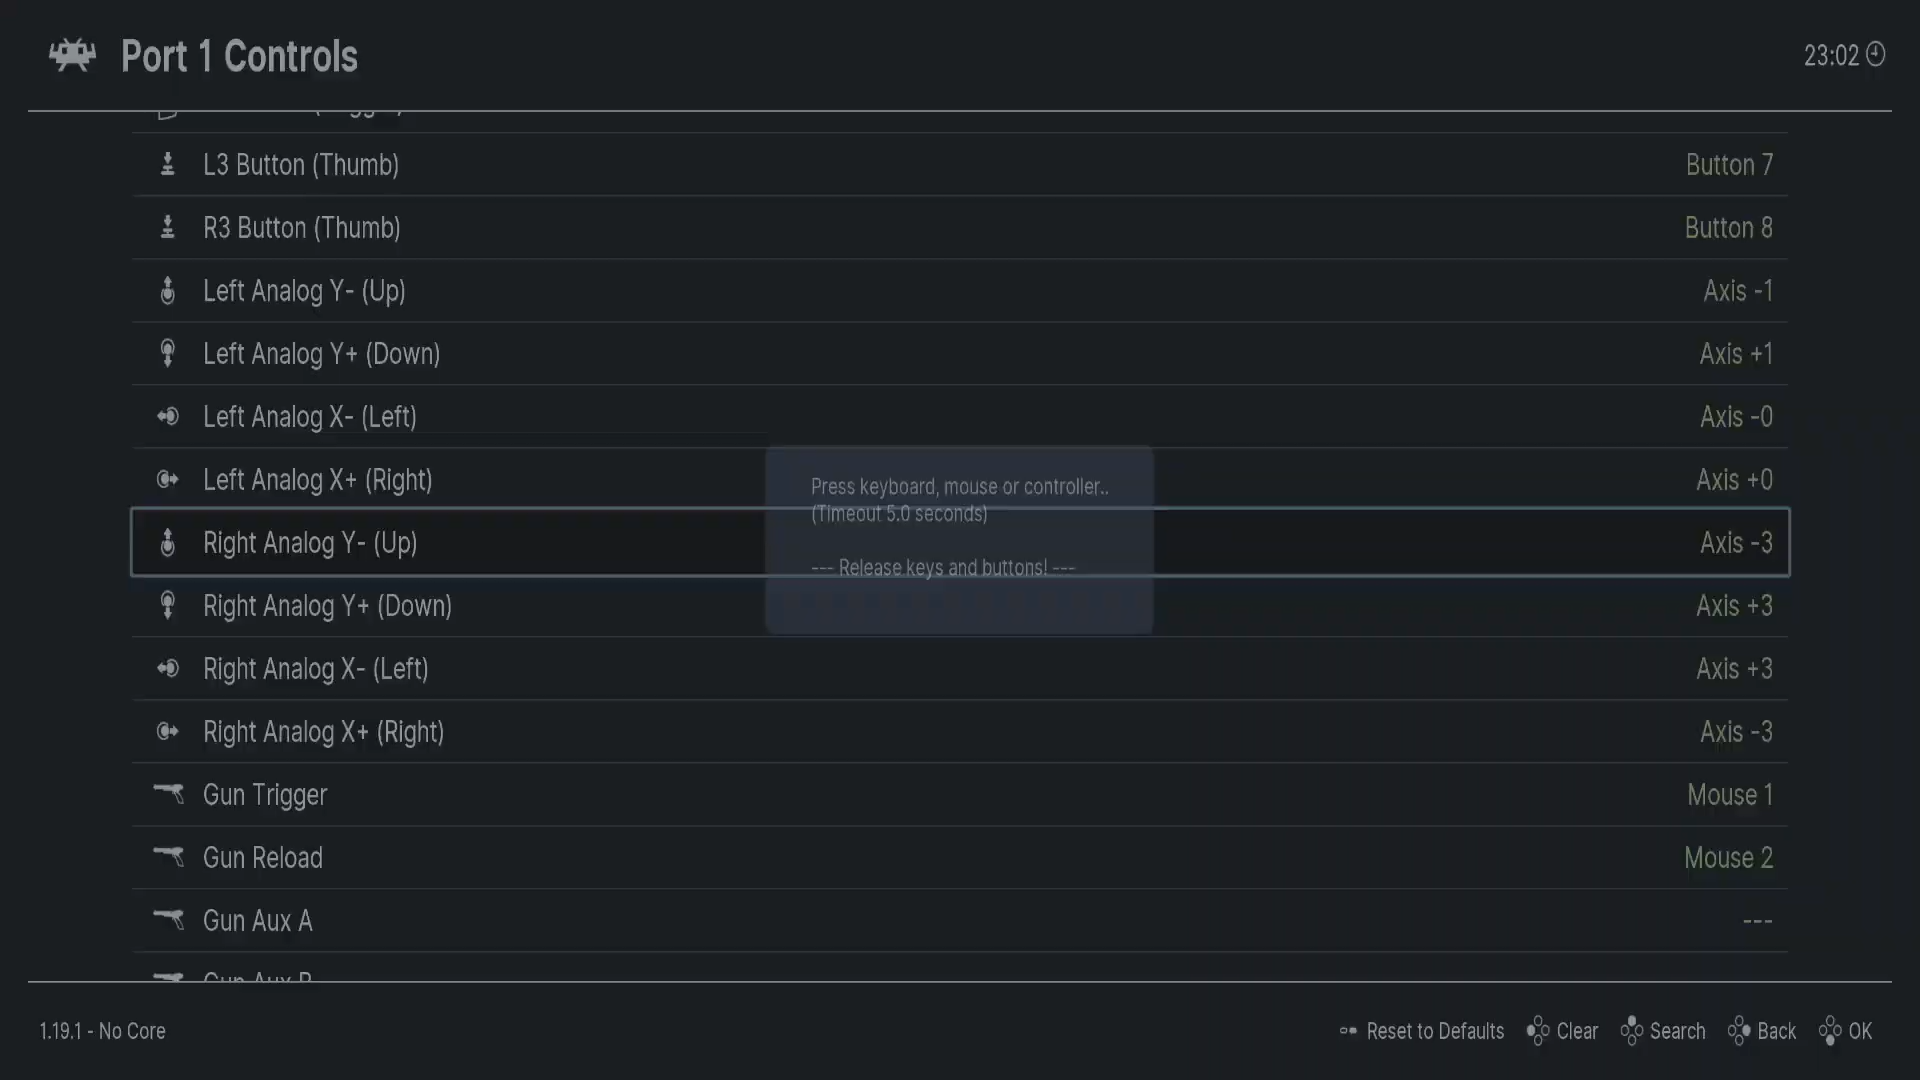 Port 1 Controls
23:02
L3 Button (Thumb) Button 7
R3 Button (Thumb) Button 8
Left Analog Y- (Up) Axis -1
Left Analog Y+ (Down) Axis +1
Left Analog X- (Left) Axis -0
Left Analog X+ (Right) Axis +0
Press keyboard, mouse or controller..
(Timeout 5.0 seconds)
--- Release keys and buttons! ---
Right Analog Y- (Up) Axis -3
Right Analog Y+ (Down) Axis +3
Right Analog X- (Left) Axis +3
Right Analog X+ (Right) Axis -3
Gun Trigger Mouse 1
Gun Reload Mouse 2
Gun Aux A ---
Gun Aux B
1.19.1 - No Core
Reset to Defaults Clear Search Back OK